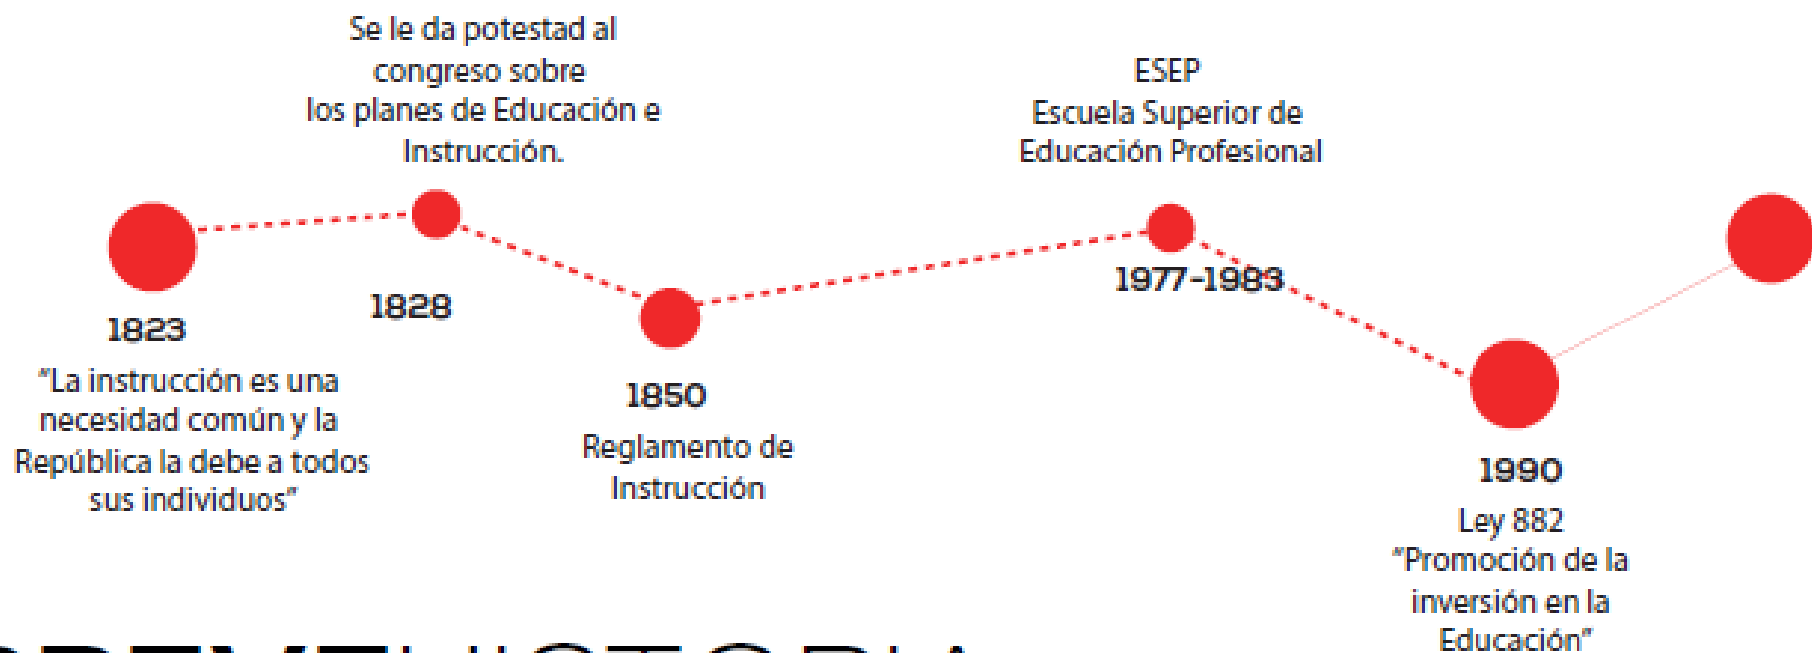 Se le da potestad al
congreso sobre
los planes de Educación e
Instrucción.
ESEP
Escuela Superior de
Educación Profesional
1823
"La instrucción es una
necesidad común y la
República la debe a todos
sus individuos"
1828
1850
Reglamento de
Instrucción
1977-1983
1990
Ley 882
"Promoción de la
inversión en la
Educación"